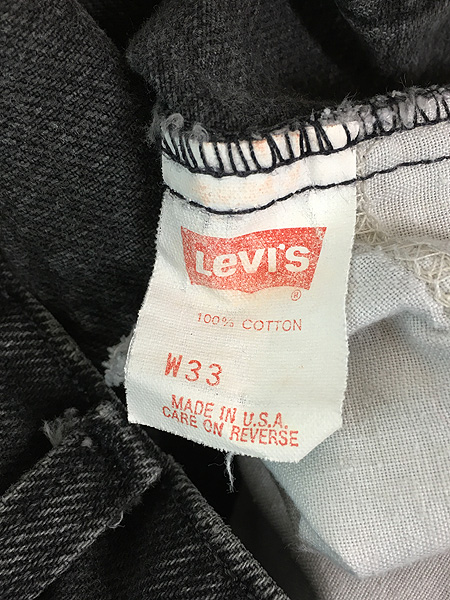 Levi's
®
100% COTTON
W33
MADE IN U.S.A.
CARE ON REVERSE